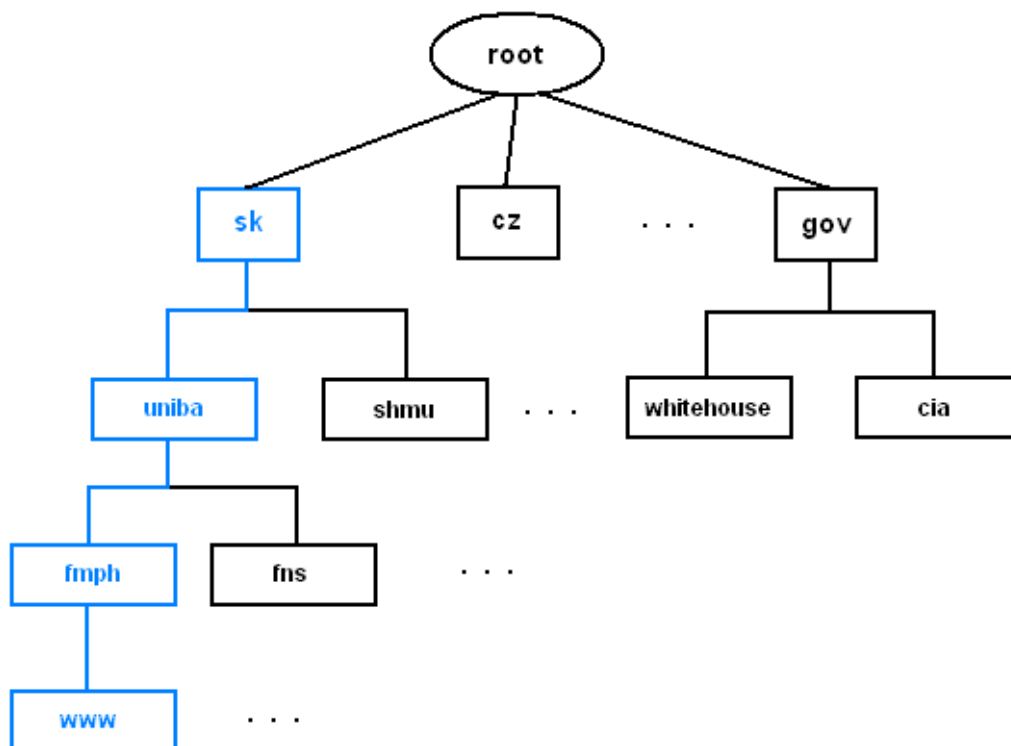 root
sk
cz
. . .
gov
uniba
shmu
. . .
whitehouse
cia
fmph
fns
. . .
www
. . .